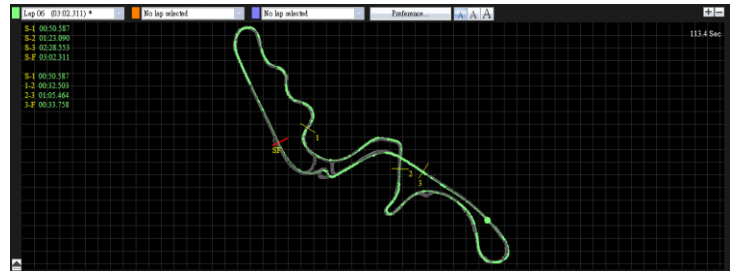 Lap 06 (03:02.311) * No lap selected No lap selected Preference... A A A + −
113.4 Sec
S-1 00:50.587
S-2 01:23.090
S-3 02:28.553
S-F 03:02.311
S-1 00:50.587
1-2 00:32.503
2-3 01:05.464
3-F 00:33.758
1
SF
2
3